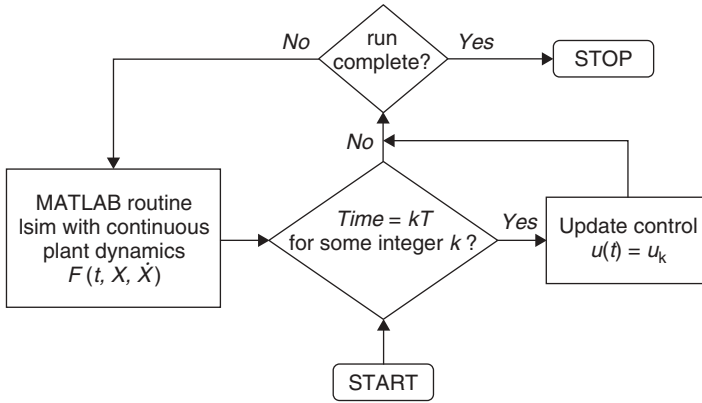 No
run
complete?
Yes
STOP
No
MATLAB routine
lsim with continuous
plant dynamics
F (t, X, Ẋ)
Time = kT
for some integer k ?
Yes
Update control
u(t) = uₖ
START